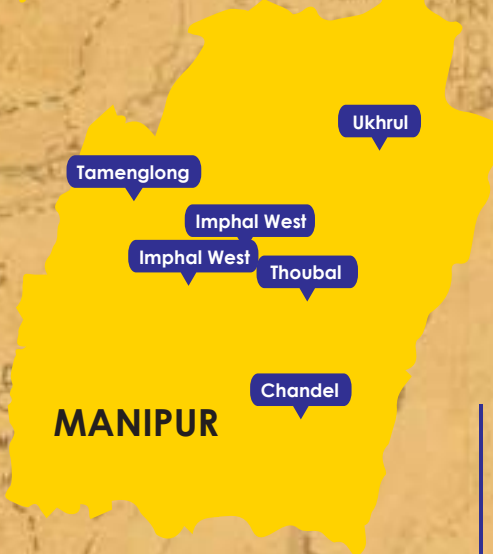 Ukhrul
Tamenglong
Imphal West
Imphal West
Thoubal
Chandel
MANIPUR